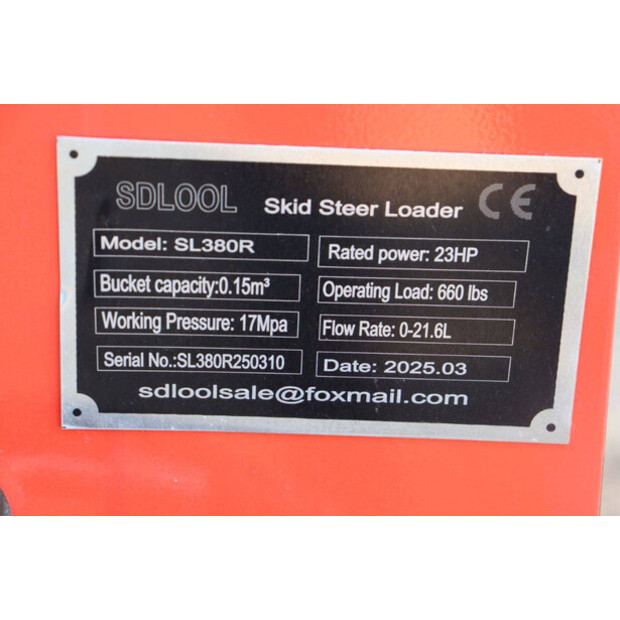 SDLOOL Skid Steer Loader CE
Model: SL380R
Rated power: 23HP
Bucket capacity:0.15m³
Operating Load: 660 lbs
Working Pressure: 17Mpa
Flow Rate: 0-21.6L
Serial No.:SL380R250310
Date: 2025.03
sdloolsale@foxmail.com